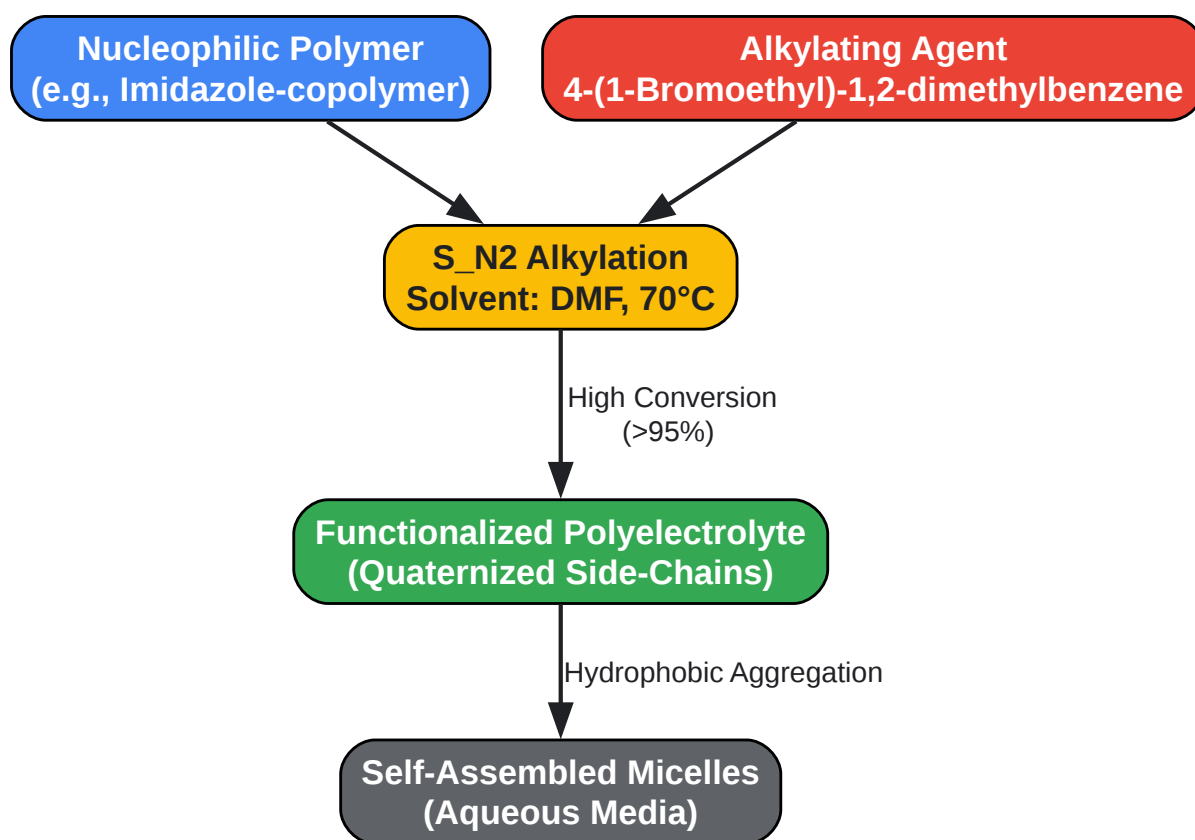 Nucleophilic Polymer
(e.g., Imidazole-copolymer)
Alkylating Agent
4-(1-Bromoethyl)-1,2-dimethylbenzene
S_N2 Alkylation
Solvent: DMF, 70°C
High Conversion
(>95%)
Functionalized Polyelectrolyte
(Quaternized Side-Chains)
Hydrophobic Aggregation
Self-Assembled Micelles
(Aqueous Media)